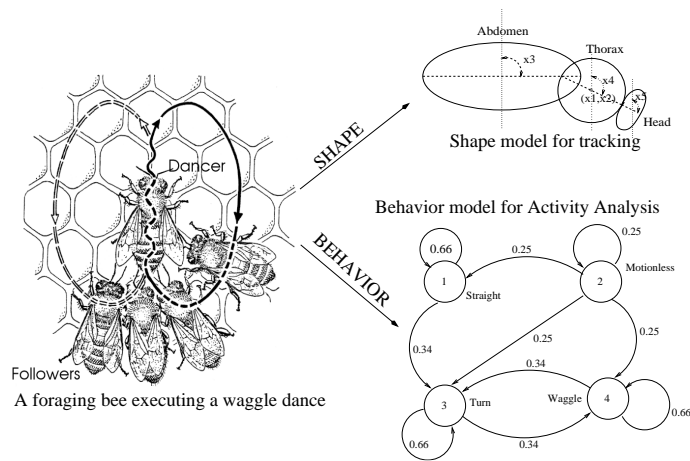 Abdomen
x3
Thorax
x4
(x1,x2)
x5
Head
Shape model for tracking
SHAPE
Dancer
BEHAVIOR
Behavior model for Activity Analysis
0.66
0.25
0.25
1
2
Motionless
Straight
0.34
0.25
0.25
0.34
3
Turn
Waggle
4
0.66
0.34
0.66
Followers
A foraging bee executing a waggle dance